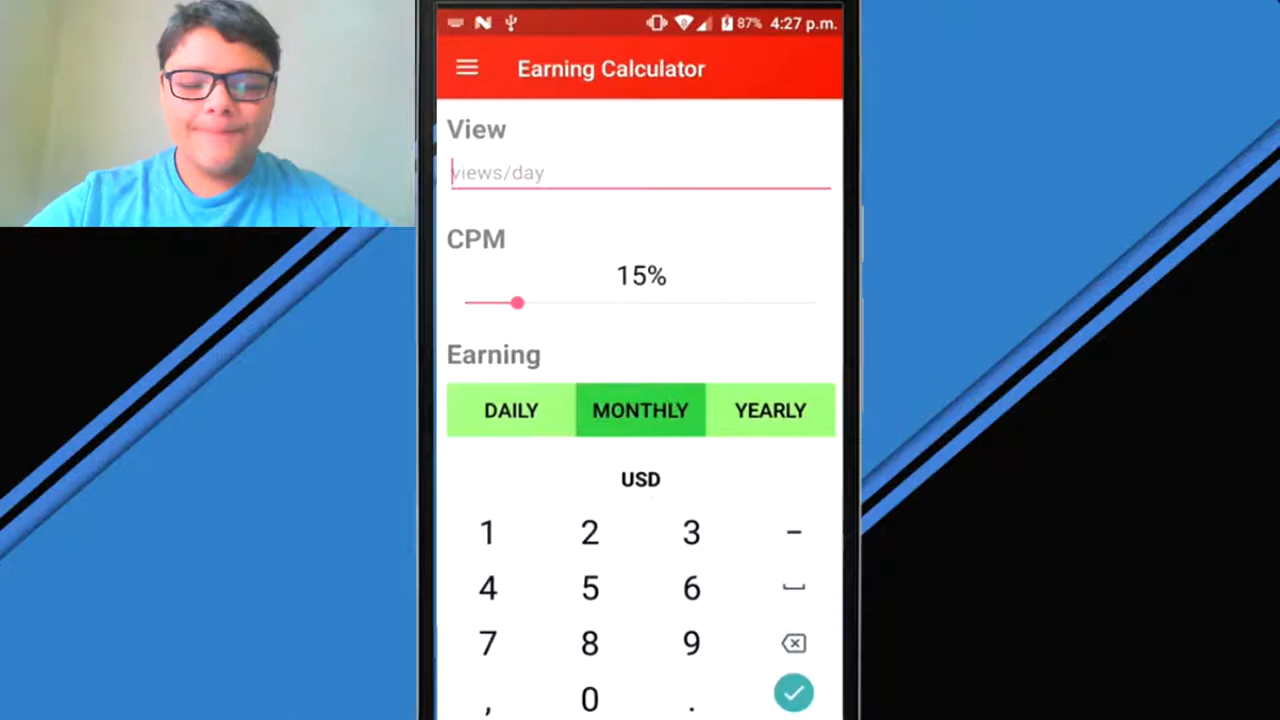 87% 4:27 p.m.
Earning Calculator
View
views/day
CPM
15%
Earning
DAILY MONTHLY YEARLY
USD
1 2 3 -
4 5 6
7 8 9
, 0 .